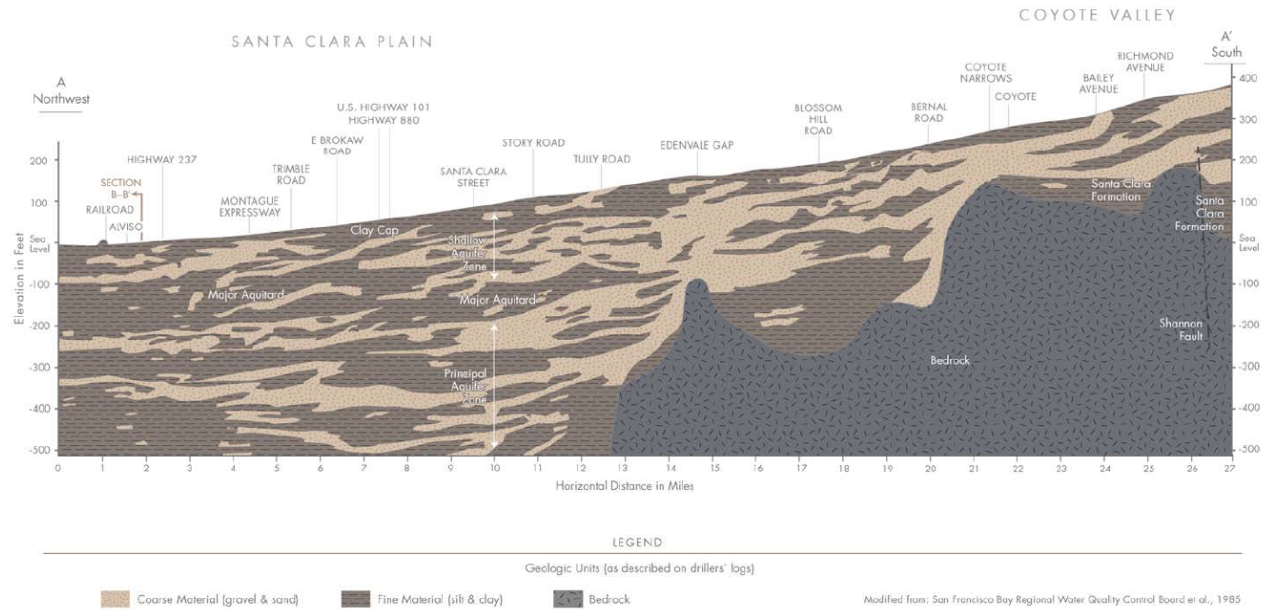 COYOTE VALLEY
SANTA CLARA PLAIN
A
Northwest
A'
South
RICHMOND
AVENUE
COYOTE
NARROWS
BAILEY
AVENUE
COYOTE
U.S. HIGHWAY 101
HIGHWAY 880
BLOSSOM
HILL
ROAD
BERNAL
ROAD
E BROKAW
ROAD
STORY ROAD
EDENVALE GAP
HIGHWAY 237
TULLY ROAD
TRIMBLE
ROAD
SANTA CLARA
STREET
SECTION
B-B'
RAILROAD
ALVISO
MONTAGUE
EXPRESSWAY
Clay Cap
Shallow
Aquifer
Zone
Major Aquitard
Major Aquitard
Principal
Aquifer
Zone
Santa Clara
Formation
Santa
Clara
Formation
Shannon
Fault
Bedrock
Elevation in Feet
200
100
Sea
Level
-100
-200
-300
-400
-500
400
300
200
100
Sea
Level
-100
-200
-300
-400
-500
0 1 2 3 4 5 6 7 8 9 10 11 12 13 14 15 16 17 18 19 20 21 22 23 24 25 26 27
Horizontal Distance in Miles
LEGEND
Geologic Units (as described on drillers' logs)
Coarse Material (gravel & sand) Fine Material (silt & clay) Bedrock
Modified from: San Francisco Bay Regional Water Quality Control Board et al., 1985